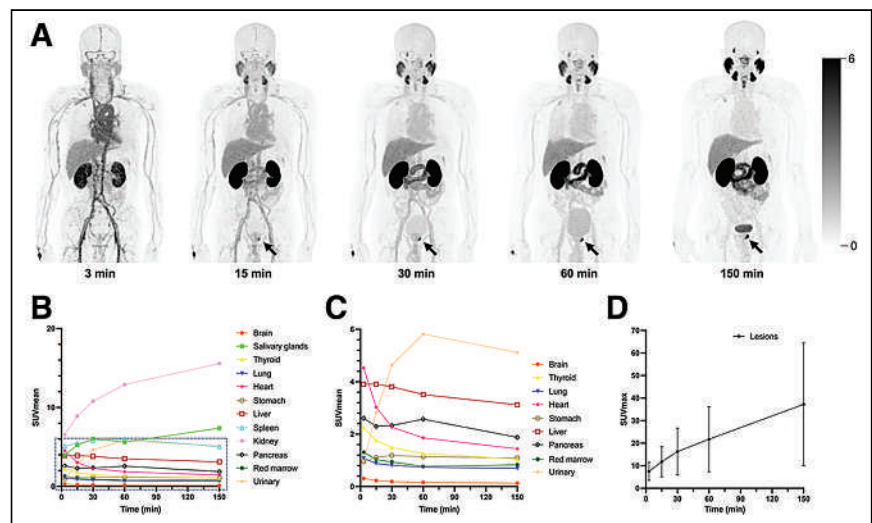 A
6
0
3 min 15 min 30 min 60 min 150 min
B
20
15
10
5
0
SUVmean
0 30 60 90 120 150
Time (min)
Brain
Salivary glands
Thyroid
Lung
Heart
Stomach
Liver
Spleen
Kidney
Pancreas
Red marrow
Urinary
C
6
4
2
0
SUVmean
0 30 60 90 120 150
Time (min)
Brain
Thyroid
Lung
Heart
Stomach
Liver
Pancreas
Red marrow
Urinary
D
70
60
50
40
30
20
10
0
SUVmax
0 30 60 90 120 150
Time (min)
Lesions